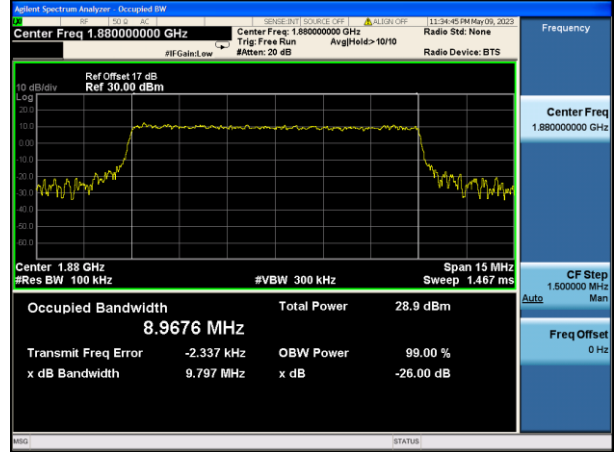 Agilent Spectrum Analyzer - Occupied BW
RF 50 Ω AC SENSE:INT SOURCE OFF ALIGN OFF 11:34:45 PM May 09, 2023
Center Freq 1.880000000 GHz
Center Freq: 1.880000000 GHz
Radio Std: None
Trig: Free Run Avg|Hold:>10/10
#IFGain:Low #Atten: 20 dB Radio Device: BTS
Ref Offset 17 dB
10 dB/div Ref 30.00 dBm
Log
20.0
10.0
0.00
-10.0
-20.0
-30.0
-40.0
-50.0
-60.0
Center 1.88 GHz Span 15 MHz
#Res BW 100 kHz #VBW 300 kHz Sweep 1.467 ms
Occupied Bandwidth Total Power 28.9 dBm
8.9676 MHz
Transmit Freq Error -2.337 kHz OBW Power 99.00 %
x dB Bandwidth 9.797 MHz x dB -26.00 dB
MSG STATUS
Frequency
Center Freq
1.880000000 GHz
CF Step
1.500000 MHz
Auto Man
Freq Offset
0 Hz